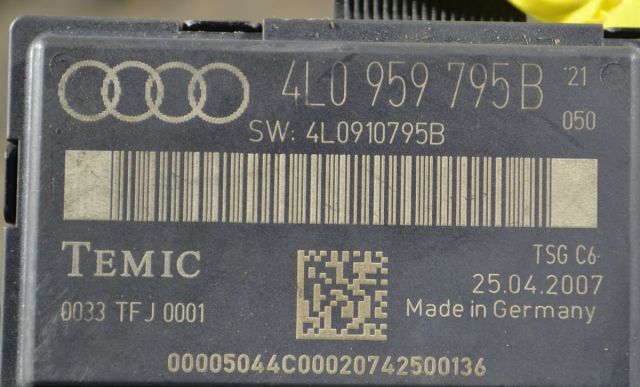 4L0 959 795B 21
SW: 4L0910795B 050
TEMIC
TSG C6
0033 TFJ 0001
25.04.2007
Made in Germany
00005044C00020742500136